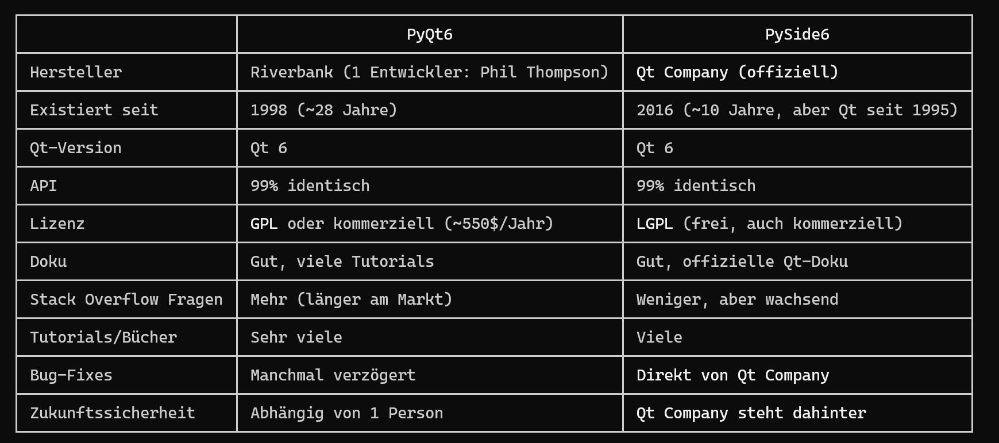 PyQt6 PySide6
Hersteller Riverbank (1 Entwickler: Phil Thompson) Qt Company (offiziell)
Existiert seit 1998 (~28 Jahre) 2016 (~10 Jahre, aber Qt seit 1995)
Qt-Version Qt 6 Qt 6
API 99% identisch 99% identisch
Lizenz GPL oder kommerziell (~550$/Jahr) LGPL (frei, auch kommerziell)
Doku Gut, viele Tutorials Gut, offizielle Qt-Doku
Stack Overflow Fragen Mehr (länger am Markt) Weniger, aber wachsend
Tutorials/Bücher Sehr viele Viele
Bug-Fixes Manchmal verzögert Direkt von Qt Company
Zukunftssicherheit Abhängig von 1 Person Qt Company steht dahinter